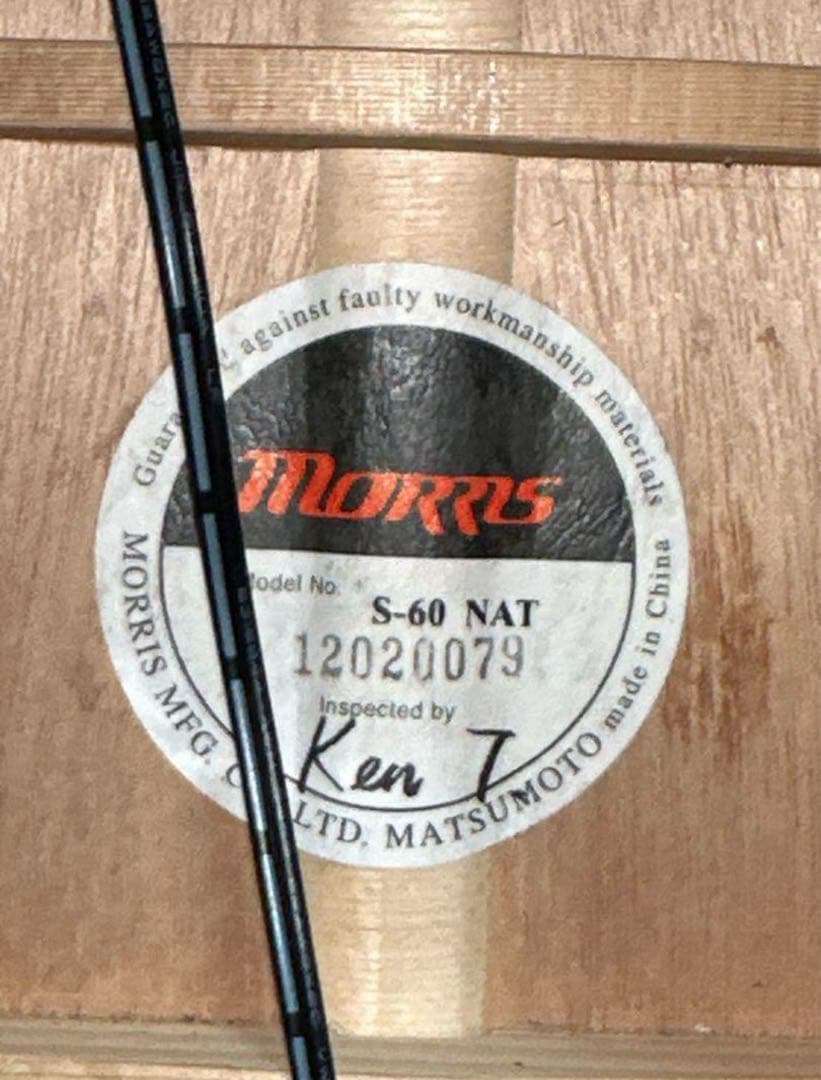 against faulty workmanship materials
MORRIS
Model No.
S-60 NAT
12020079
Inspected by
Ken T
MORRIS MFG. LTD. MATSUMOTO made in China